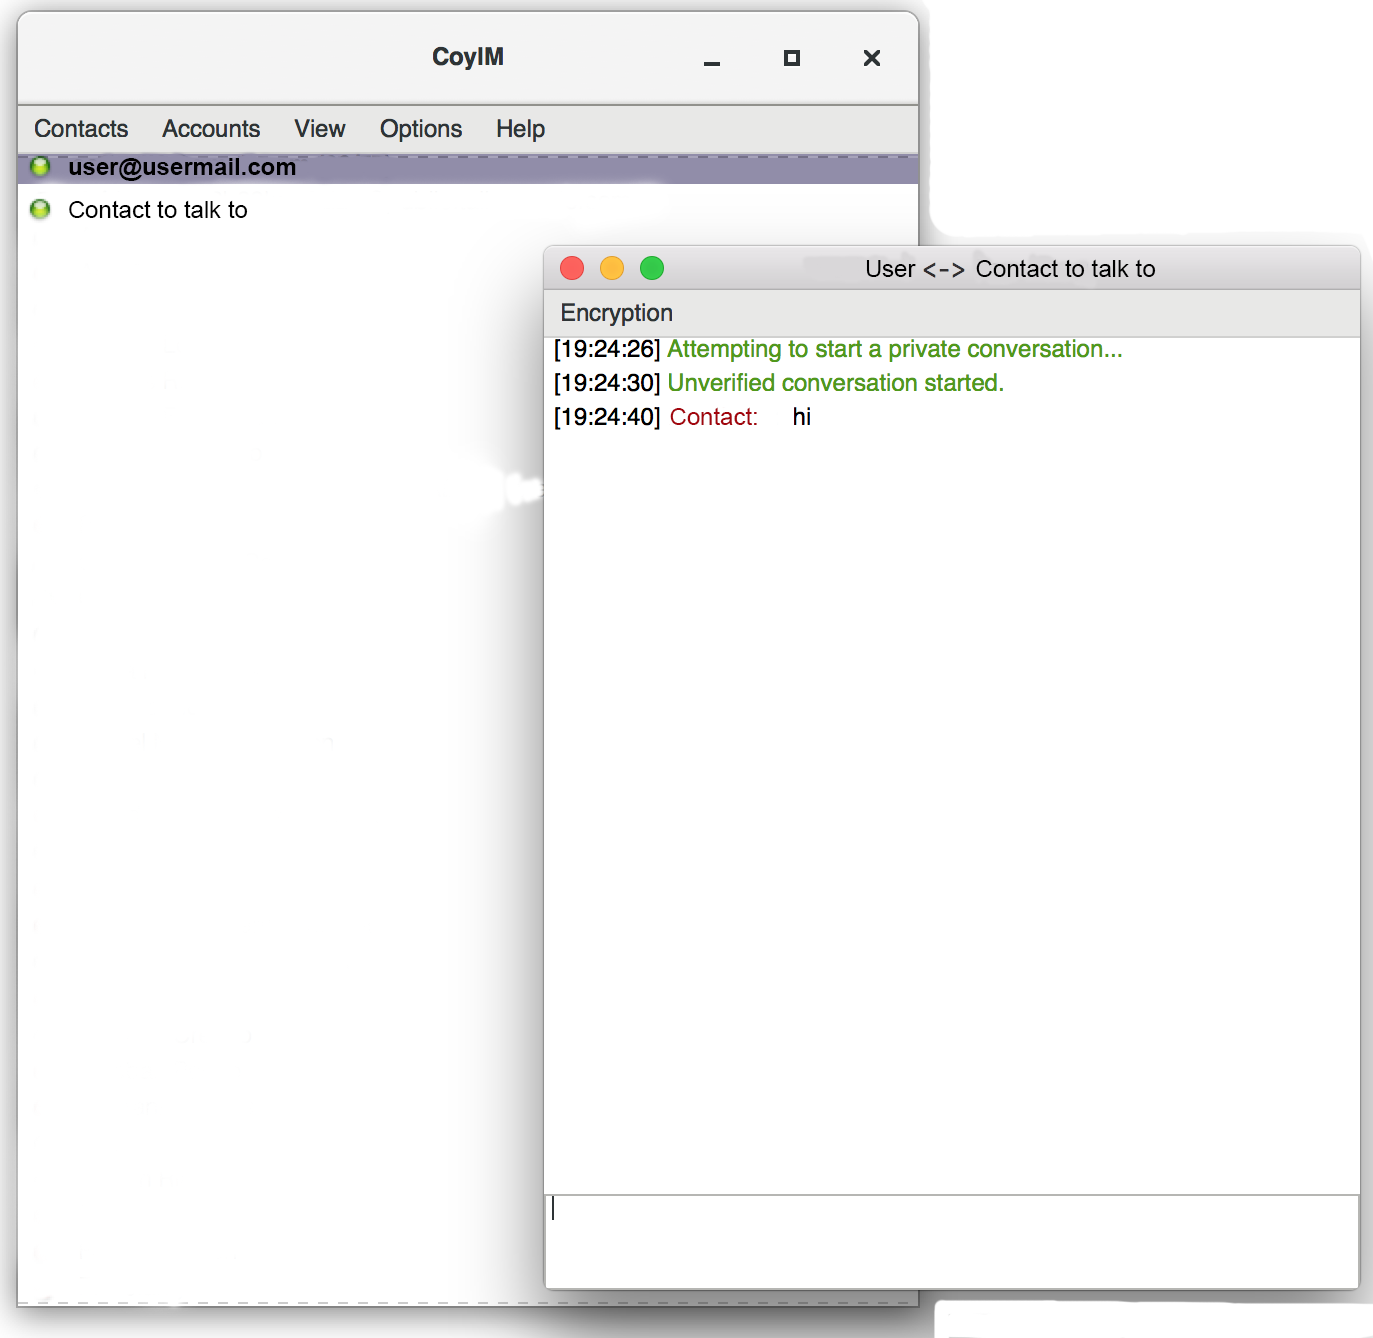 CoyIM
Contacts Accounts View Options Help
user@usermail.com
Contact to talk to
User <-> Contact to talk to
Encryption
[19:24:26] Attempting to start a private conversation...
[19:24:30] Unverified conversation started.
[19:24:40] Contact: hi